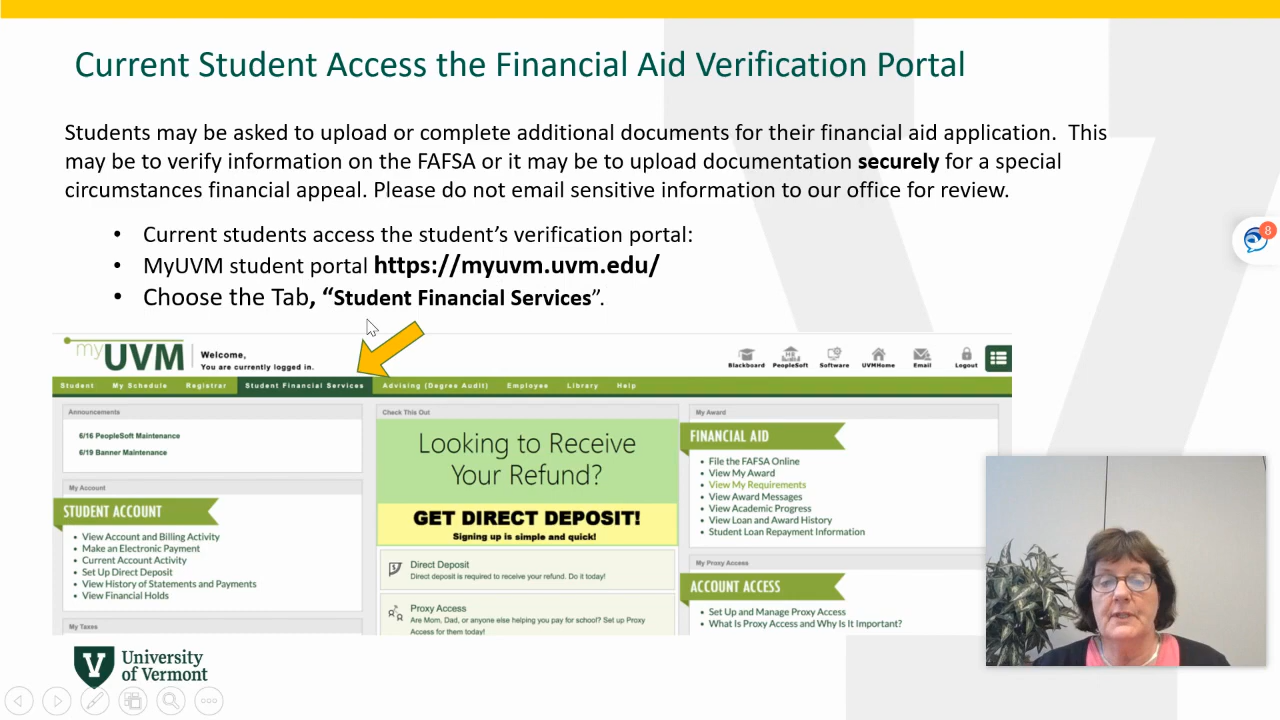 Current Student Access the Financial Aid Verification Portal
Students may be asked to upload or complete additional documents for their financial aid application.  This
may be to verify information on the FAFSA or it may be to upload documentation securely for a special
circumstances financial appeal. Please do not email sensitive information to our office for review.
• Current students access the student's verification portal:
• MyUVM student portal https://myuvm.uvm.edu/
• Choose the Tab, “Student Financial Services”.
8
myUVM
Welcome,
You are currently logged in.
Blackboard PeopleSoft Software UVMHome Email Logout
Student My Schedule Registrar Student Financial Services Advising (Degree Audit) Employee Library Help
Announcements
6/16 PeopleSoft Maintenance
6/19 Banner Maintenance
My Account
STUDENT ACCOUNT
• View Account and Billing Activity
• Make an Electronic Payment
• Current Account Activity
• Set Up Direct Deposit
• View History of Statements and Payments
• View Financial Holds
My Taxes
Check This Out
Looking to Receive
Your Refund?
GET DIRECT DEPOSIT!
Signing up is simple and quick!
Direct Deposit
Direct deposit is required to receive your refund. Do it today!
Proxy Access
Are Mom, Dad, or anyone else helping you pay for school? Set up Proxy
Access for them today!
My Award
FINANCIAL AID
• File the FAFSA Online
• View My Award
• View My Requirements
• View Award Messages
• View Academic Progress
• View Loan and Award History
• Student Loan Repayment Information
My Proxy Access
ACCOUNT ACCESS
• Set Up and Manage Proxy Access
• What Is Proxy Access and Why Is It Important?
University
of Vermont